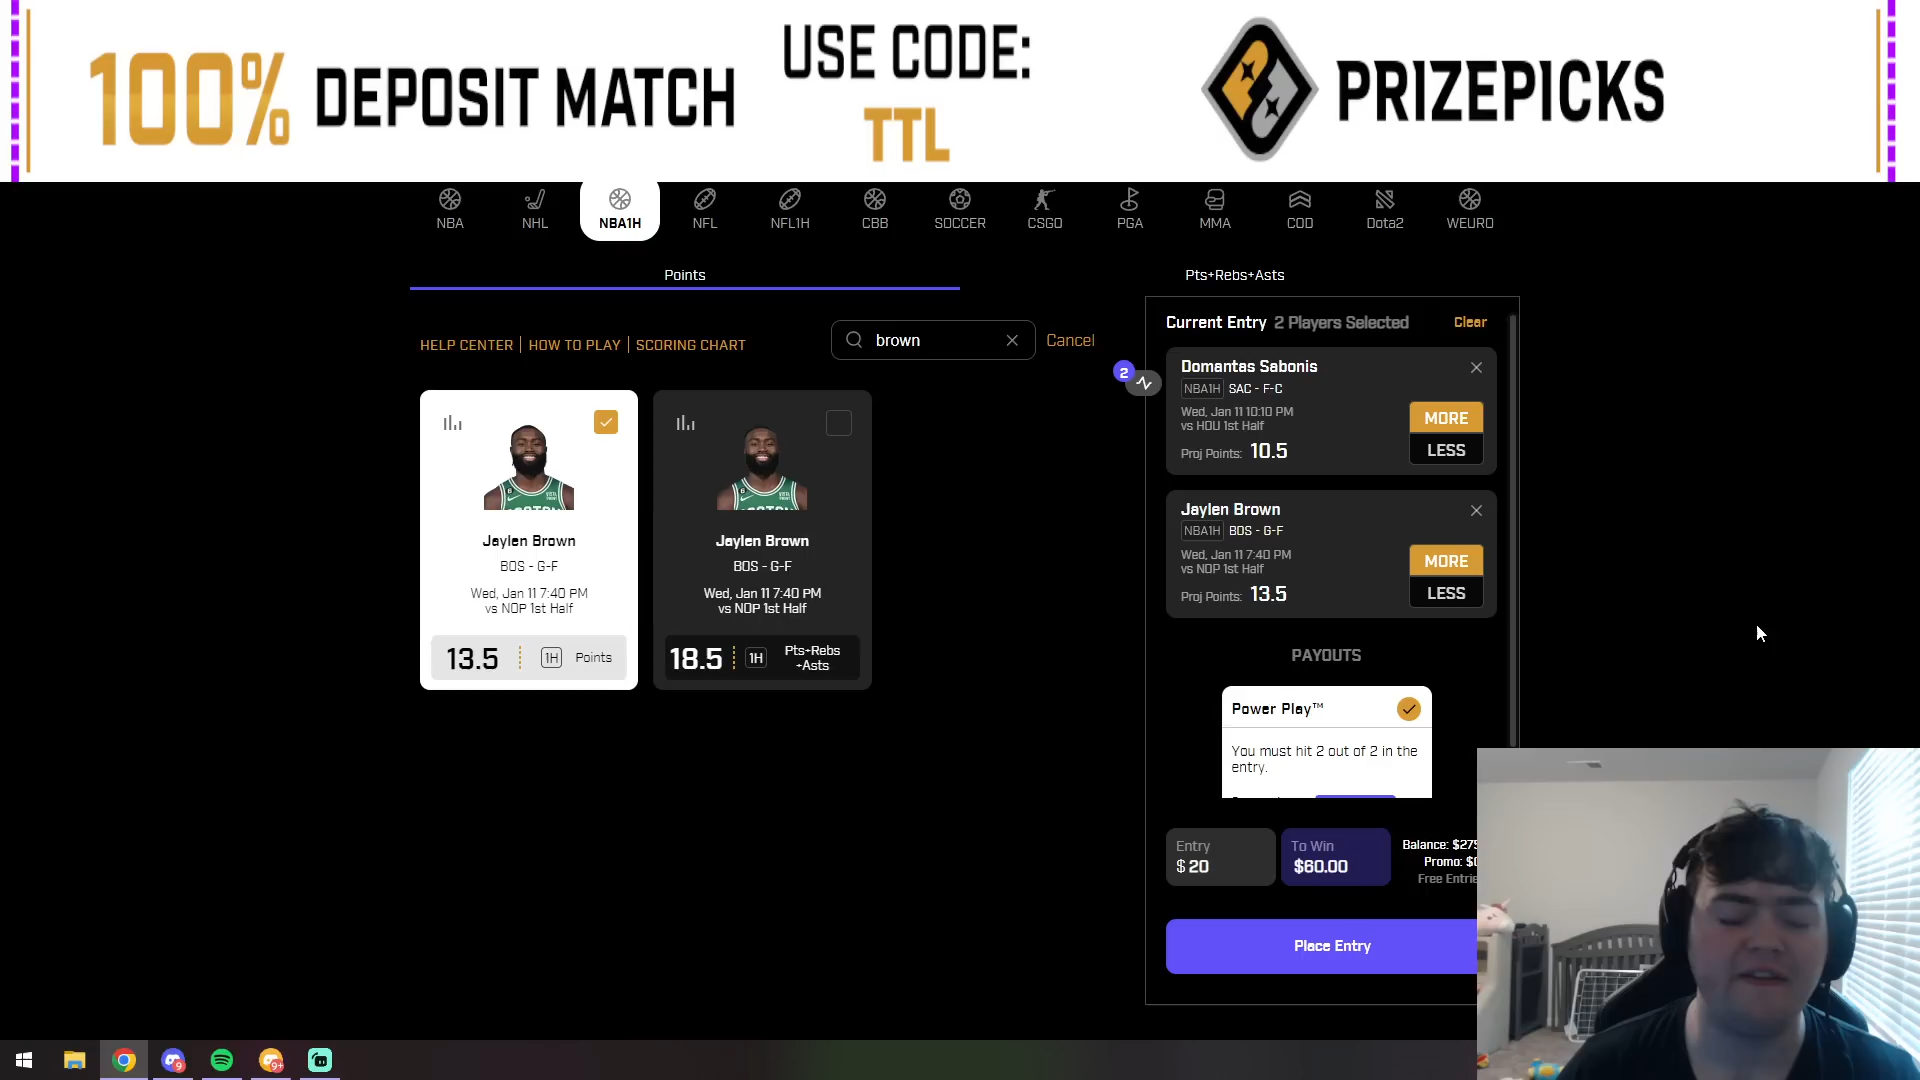 100% DEPOSIT MATCH
USE CODE:
TTL
PRIZEPICKS
NBA
NHL
NBA1H
NFL
NFL1H
CBB
SOCCER
CSGO
PGA
MMA
COD
Dota2
WEURO
Points
Pts+Rebs+Asts
HELP CENTER
HOW TO PLAY
SCORING CHART
brown
Cancel
Jaylen Brown
BOS - G-F
Wed, Jan 11 7:40 PM
vs NOP 1st Half
13.5
1H
Points
Jaylen Brown
BOS - G-F
Wed, Jan 11 7:40 PM
vs NOP 1st Half
18.5
1H
Pts+Rebs
+Asts
2
Current Entry 2 Players Selected
Clear
Domantas Sabonis
NBA1H SAC - F-C
Wed, Jan 11 10:10 PM
vs HOU 1st Half
Proj Points: 10.5
MORE
LESS
Jaylen Brown
NBA1H BOS - G-F
Wed, Jan 11 7:40 PM
vs NOP 1st Half
Proj Points: 13.5
MORE
LESS
PAYOUTS
Power Play™
You must hit 2 out of 2 in the
entry.
Entry
$ 20
To Win
$60.00
Balance:
Promo:
Free
Place Entry
9
9+